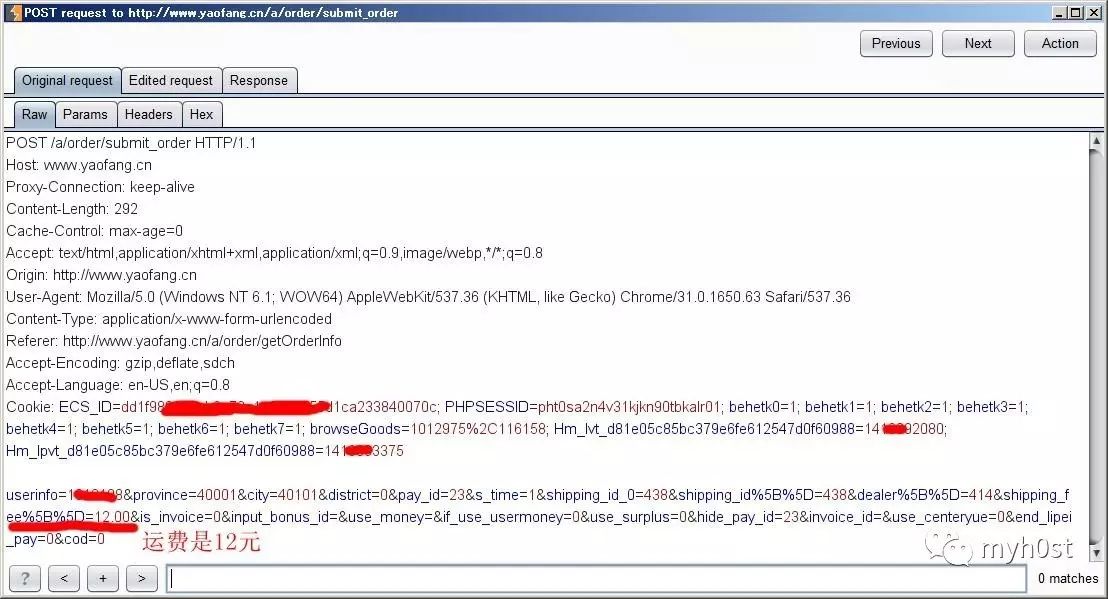 POST request to http://www.yaofang.cn/a/order/submit_order
Previous Next Action
Original request Edited request Response
Raw Params Headers Hex
POST /a/order/submit_order HTTP/1.1
Host: www.yaofang.cn
Proxy-Connection: keep-alive
Content-Length: 292
Cache-Control: max-age=0
Accept: text/html,application/xhtml+xml,application/xml;q=0.9,image/webp,*/*;q=0.8
Origin: http://www.yaofang.cn
User-Agent: Mozilla/5.0 (Windows NT 6.1; WOW64) AppleWebKit/537.36 (KHTML, like Gecko) Chrome/31.0.1650.63 Safari/537.36
Content-Type: application/x-www-form-urlencoded
Referer: http://www.yaofang.cn/a/order/getOrderInfo
Accept-Encoding: gzip,deflate,sdch
Accept-Language: en-US,en;q=0.8
Cookie: ECS_ID=dd1f98 d1ca233840070c; PHPSESSID=pht0sa2n4v31kjkn90tbkalr01; behetk0=1; behetk1=1; behetk2=1; behetk3=1;
behetk4=1; behetk5=1; behetk6=1; behetk7=1; browseGoods=1012975%2C116158; Hm_lvt_d81e05c85bc379e6fe612547d0f60988=14 92080;
Hm_lpvt_d81e05c85bc379e6fe612547d0f60988=14 3375
userinfo=1 &province=40001&city=40101&district=0&pay_id=23&s_time=1&shipping_id_0=438&shipping_id%5B%5D=438&dealer%5B%5D=414&shipping_f
ee%5B%5D=12.00&is_invoice=0&input_bonus_id=&use_money=&if_use_usermoney=0&use_surplus=0&hide_pay_id=23&invoice_id=&use_centeryue=0&end_lipei
_pay=0&cod=0
运费是12元
myh0st
? < + > 0 matches